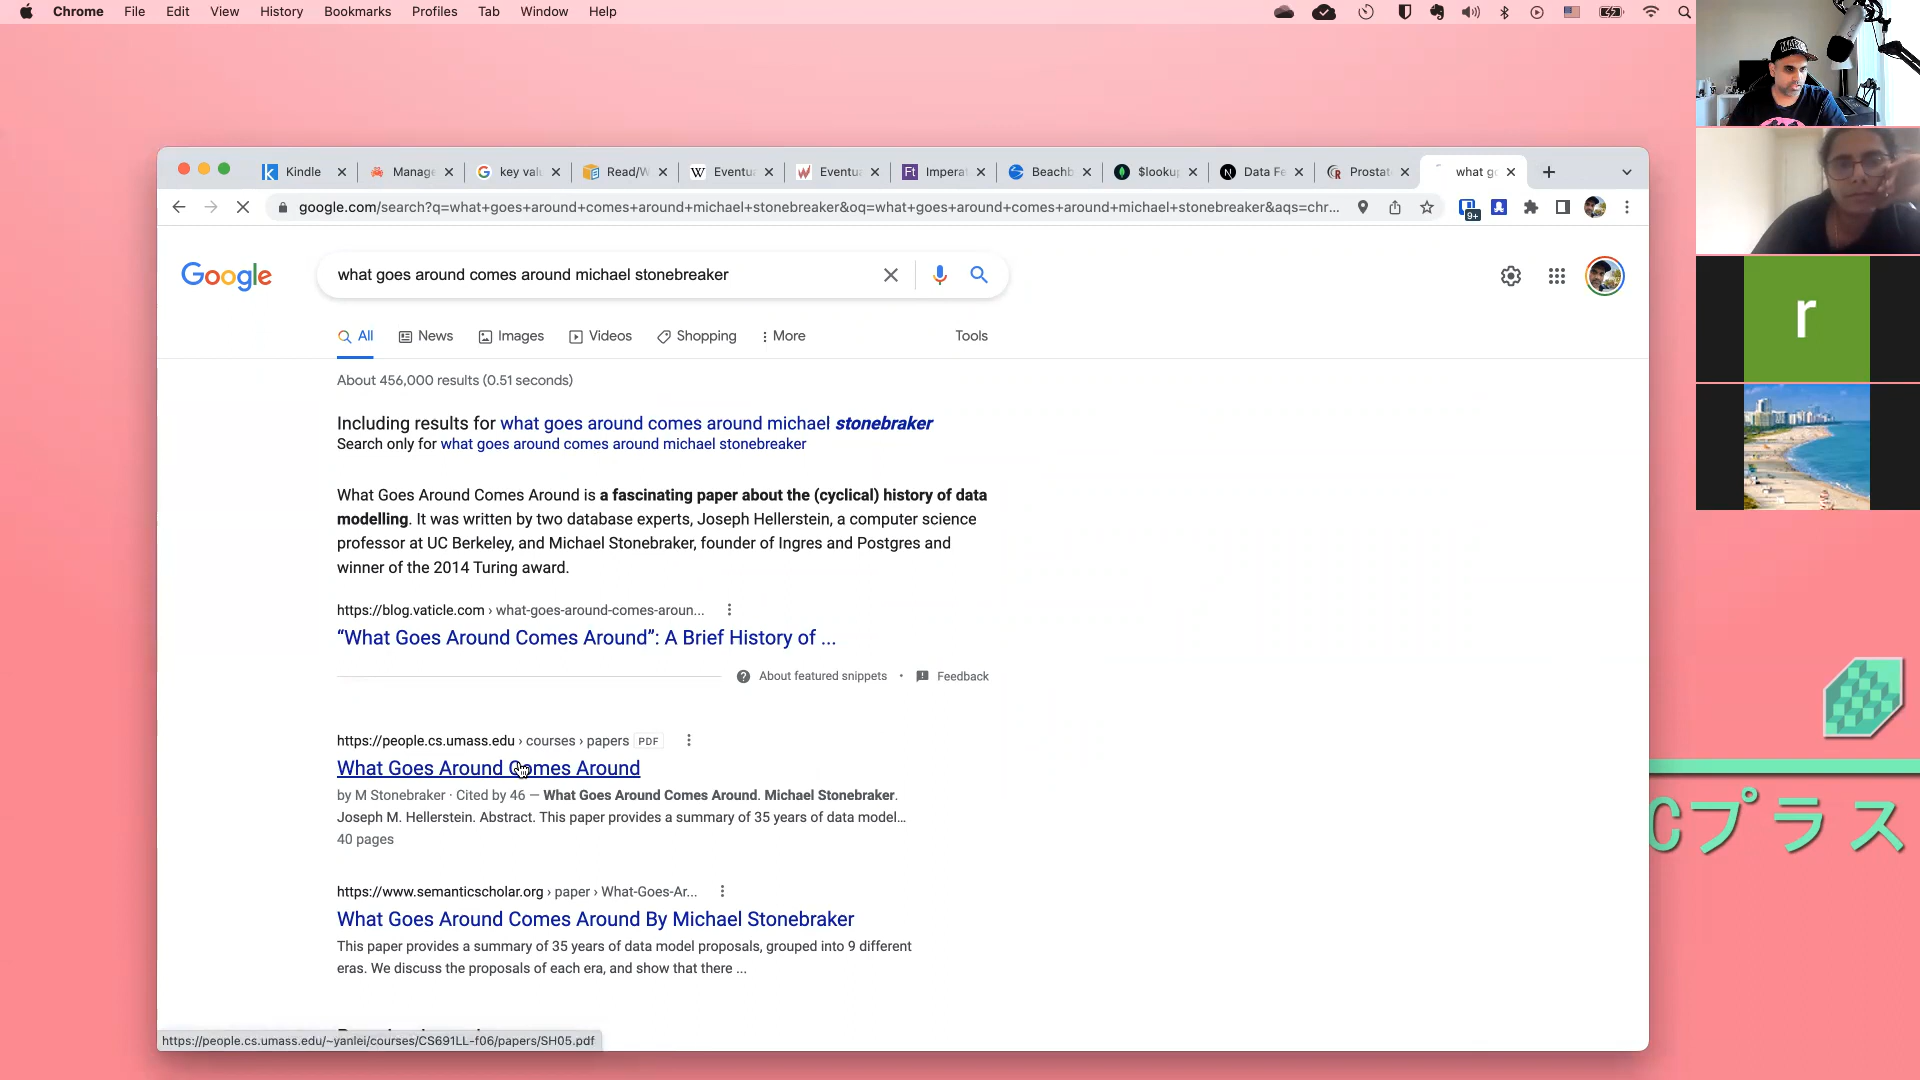 Chrome File Edit View History Bookmarks Profiles Tab Window Help
Kindle Manage key valu Read/W Eventua Eventua Imperat Beachb $lookup Data Fe Prostat what go
google.com/search?q=what+goes+around+comes+around+michael+stonebreaker&oq=what+goes+around+comes+around+michael+stonebreaker&aqs=chr...
9+
Google
what goes around comes around michael stonebreaker
All News Images Videos Shopping More Tools
About 456,000 results (0.51 seconds)
Including results for what goes around comes around michael stonebraker
Search only for what goes around comes around michael stonebreaker
What Goes Around Comes Around is a fascinating paper about the (cyclical) history of data
modelling. It was written by two database experts, Joseph Hellerstein, a computer science
professor at UC Berkeley, and Michael Stonebraker, founder of Ingres and Postgres and
winner of the 2014 Turing award.
https://blog.vaticle.com › what-goes-around-comes-aroun...
“What Goes Around Comes Around”: A Brief History of ...
About featured snippets • Feedback
https://people.cs.umass.edu › courses › papers PDF
What Goes Around Comes Around
by M Stonebraker · Cited by 46 — What Goes Around Comes Around. Michael Stonebraker.
Joseph M. Hellerstein. Abstract. This paper provides a summary of 35 years of data model...
40 pages
https://www.semanticscholar.org › paper › What-Goes-Ar...
What Goes Around Comes Around By Michael Stonebraker
This paper provides a summary of 35 years of data model proposals, grouped into 9 different
eras. We discuss the proposals of each era, and show that there ...
https://people.cs.umass.edu/~yanlei/courses/CS691LL-f06/papers/SH05.pdf
r
Cプラス